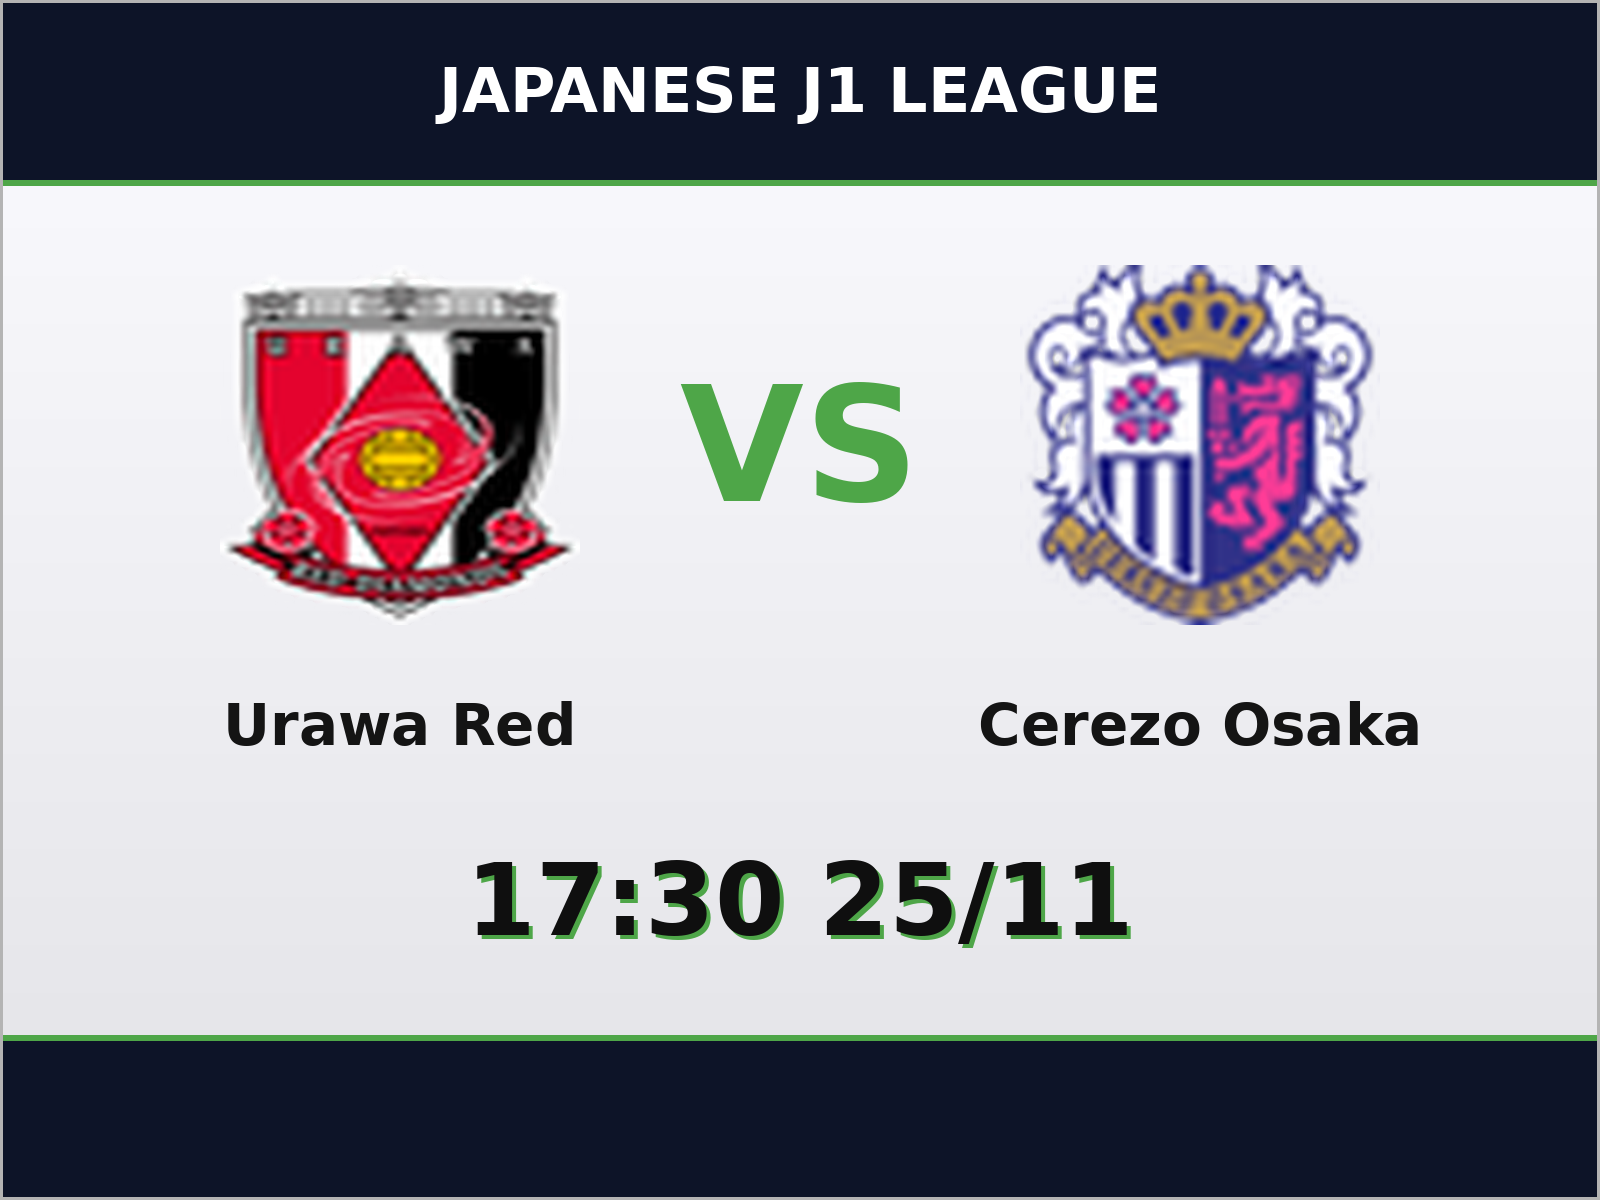 JAPANESE J1 LEAGUE
VS
Urawa Red
Cerezo Osaka
17:30 25/11